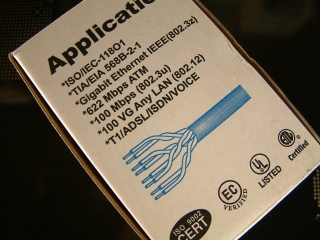 Application
*ISO/IEC-11801
*TIA/EIA 568B-2-1
*Gigabit Ethernet IEEE(802.3z)
*622 Mbps ATM
*100 Mbps (802.3u)
*100 VG Any LAN (802.12)
*T1/ADSL/ISDN/VOICE
ISO 9002
CERT
EC
VERIFIED
UL
LISTED
Certified